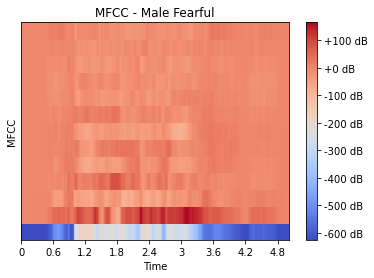 MFCC - Male Fearful
MFCC
0 0.6 1.2 1.8 2.4 3 3.6 4.2 4.8
Time
+100 dB
+0 dB
-100 dB
-200 dB
-300 dB
-400 dB
-500 dB
-600 dB